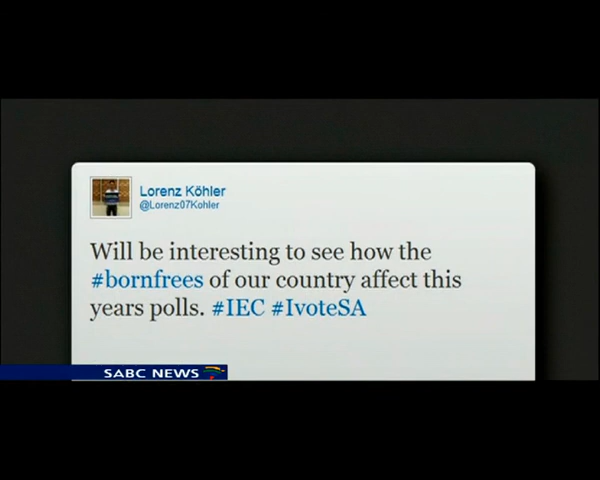 Lorenz Köhler
@Lorenz07Kohler
Will be interesting to see how the
#bornfrees of our country affect this
years polls. #IEC #IvoteSA
SABC NEWS